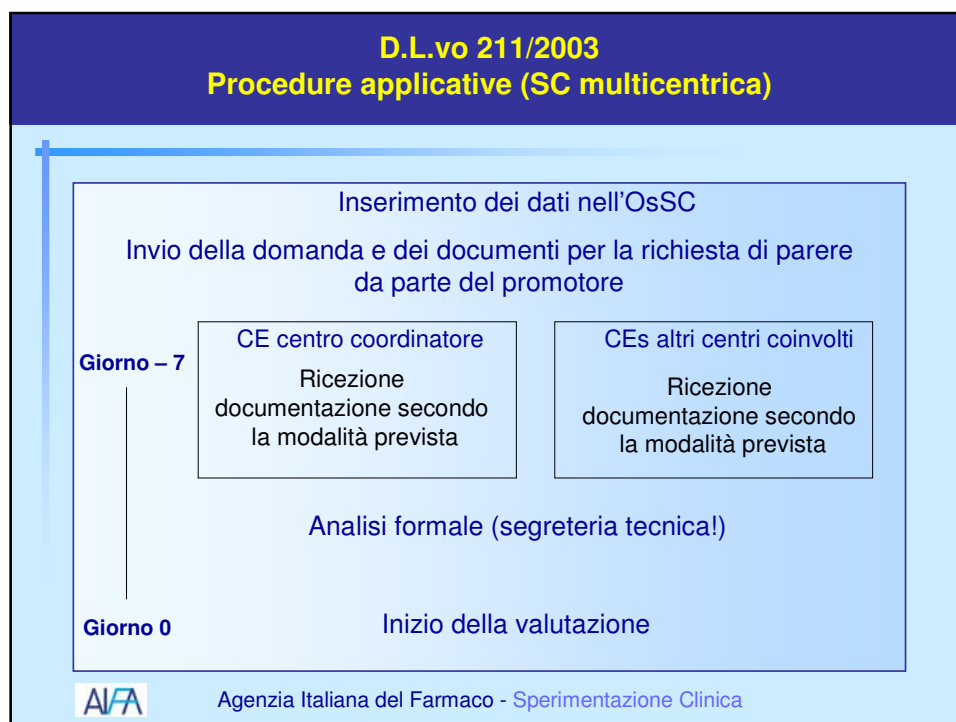 D.L.vo 211/2003
Procedure applicative (SC multicentrica)
Inserimento dei dati nell'OsSC
Invio della domanda e dei documenti per la richiesta di parere
da parte del promotore
Giorno – 7
CE centro coordinatore
Ricezione
documentazione secondo
la modalità prevista
CEs altri centri coinvolti
Ricezione
documentazione secondo
la modalità prevista
Analisi formale (segreteria tecnica!)
Giorno 0
Inizio della valutazione
AIFA
Agenzia Italiana del Farmaco - Sperimentazione Clinica